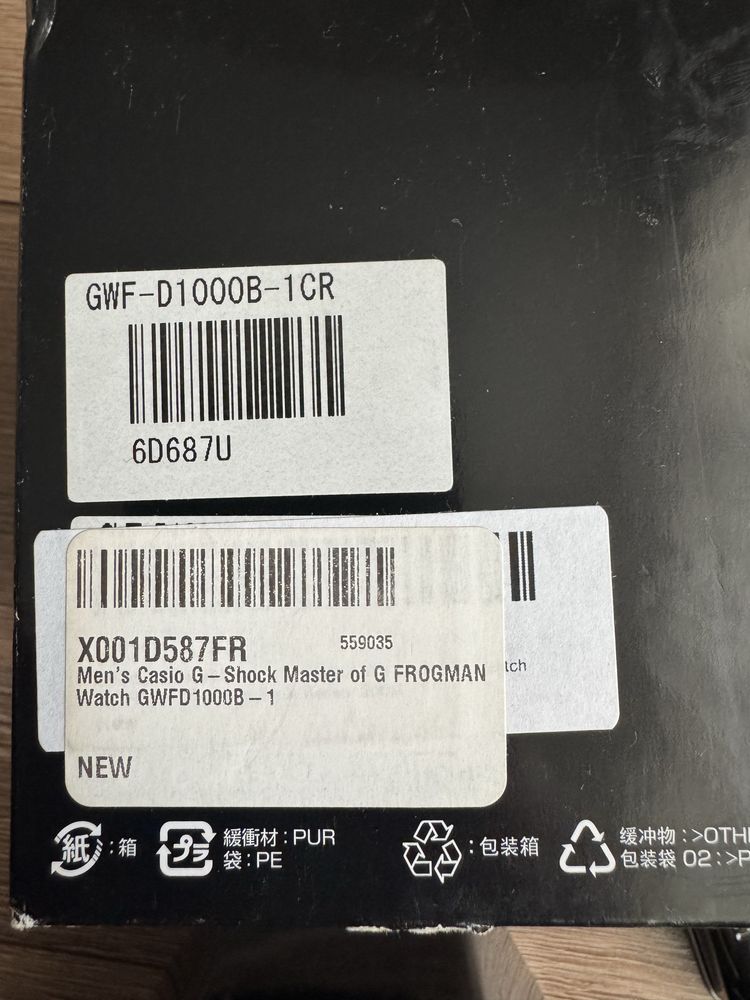 GWF-D1000B-1CR
6D687U
X001D587FR
559035
Men's Casio G-Shock Master of G FROGMAN
Watch GWFD1000B-1
NEW
tch
紙 : 箱
プラ 緩衝材 : PUR
袋 : PE
: 包装箱
缓冲物 : >OTH
包装袋 02 : >P